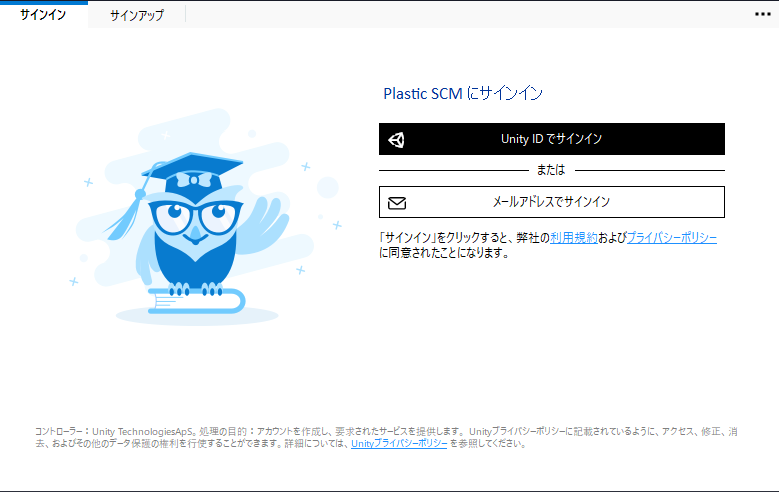 サインイン
サインアップ
Plastic SCM にサインイン
Unity ID でサインイン
または
メールアドレスでサインイン
「サインイン」をクリックすると、弊社の利用規約およびプライバシーポリシー
に同意されたことになります。
コントローラー：Unity TechnologiesApS。処理の目的：アカウントを作成し、要求されたサービスを提供します。 Unityプライバシーポリシーに記載されているように、アクセス、修正、消
去、およびその他のデータ保護の権利を行使することができます。詳細については、Unityプライバシーポリシー を参照してください。